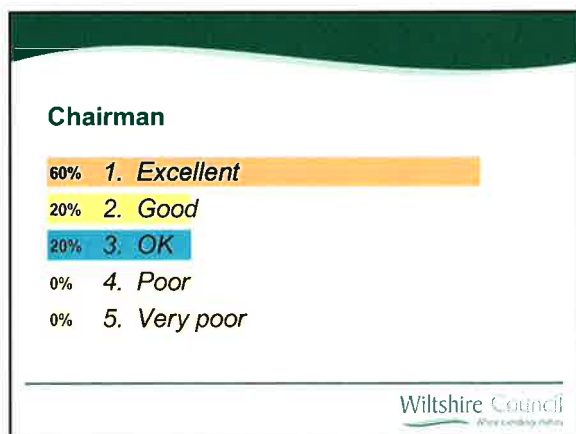 Chairman
60% 1. Excellent
20% 2. Good
20% 3. OK
0% 4. Poor
0% 5. Very poor
Wiltshire Council